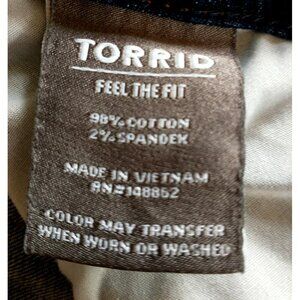 TORRID
FEEL THE FIT
98% COTTON
2% SPANDEX
MADE IN VIETNAM
RN#148852
COLOR MAY TRANSFER
WHEN WORN OR WASHED